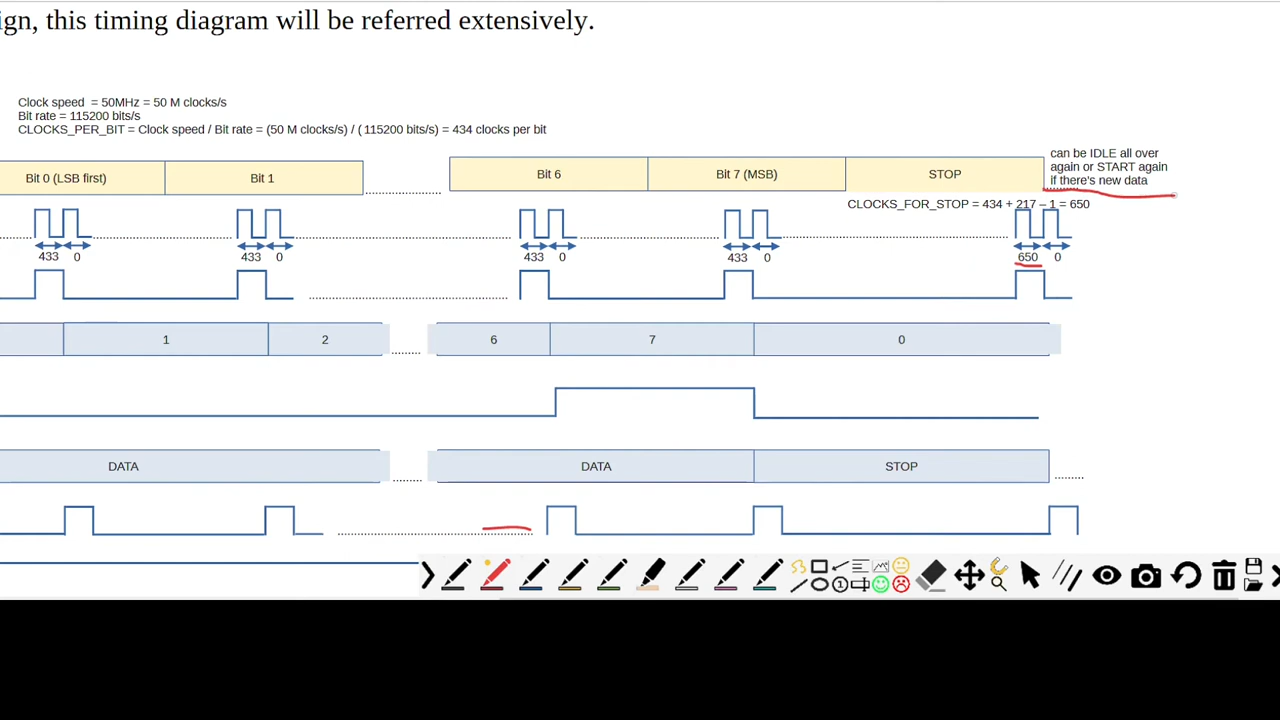 ign, this timing diagram will be referred extensively.
Clock speed = 50MHz = 50 M clocks/s
Bit rate = 115200 bits/s
CLOCKS_PER_BIT = Clock speed / Bit rate = (50 M clocks/s) / (115200 bits/s) = 434 clocks per bit
can be IDLE all over
again or START again
if there's new data
Bit 0 (LSB first) Bit 1 Bit 6 Bit 7 (MSB) STOP
CLOCKS_FOR_STOP = 434 + 217 – 1 = 650
433 0 433 0 433 0 433 0 650 0
1 2 6 7 0
DATA DATA STOP